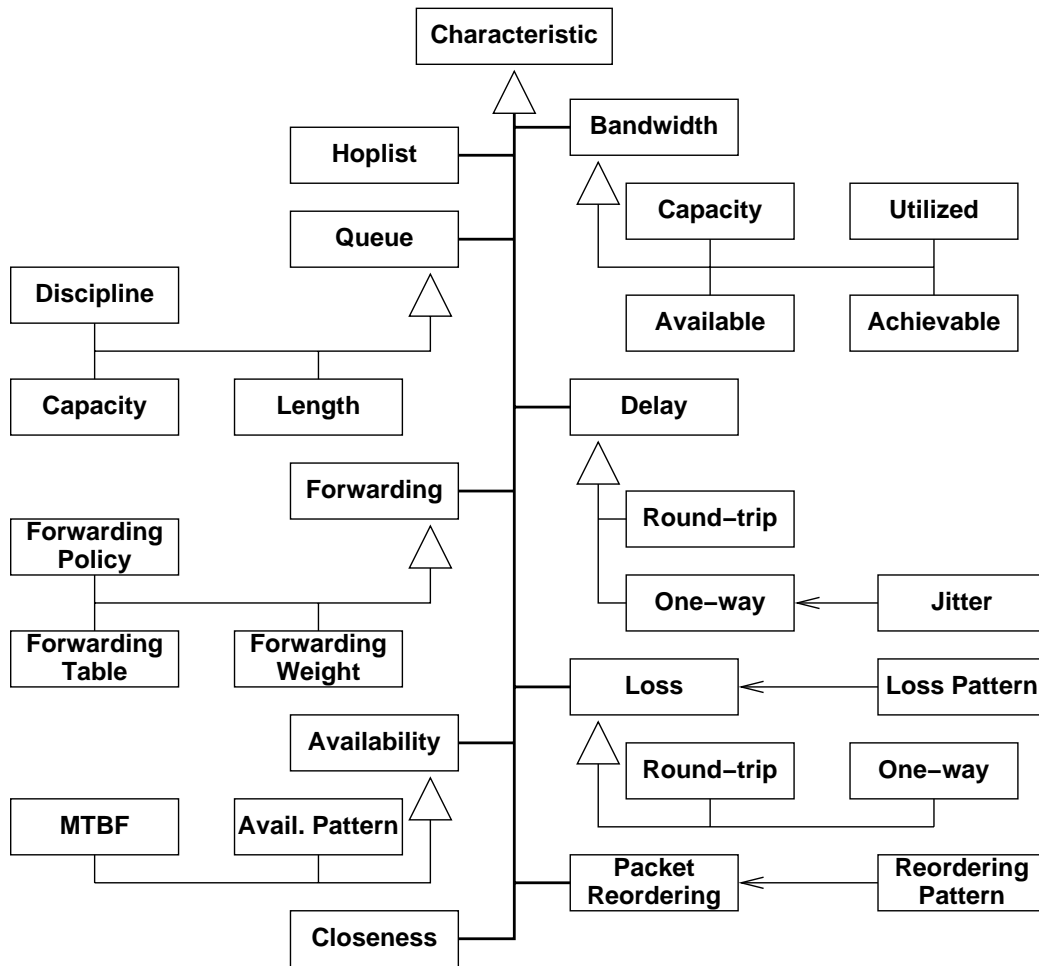 Characteristic
Bandwidth
Hoplist
Capacity
Utilized
Queue
Discipline
Available
Achievable
Capacity
Length
Delay
Forwarding
Round−trip
Forwarding
Policy
One−way
Jitter
Forwarding
Table
Forwarding
Weight
Loss
Loss Pattern
Availability
Round−trip
One−way
MTBF
Avail. Pattern
Packet
Reordering
Reordering
Pattern
Closeness